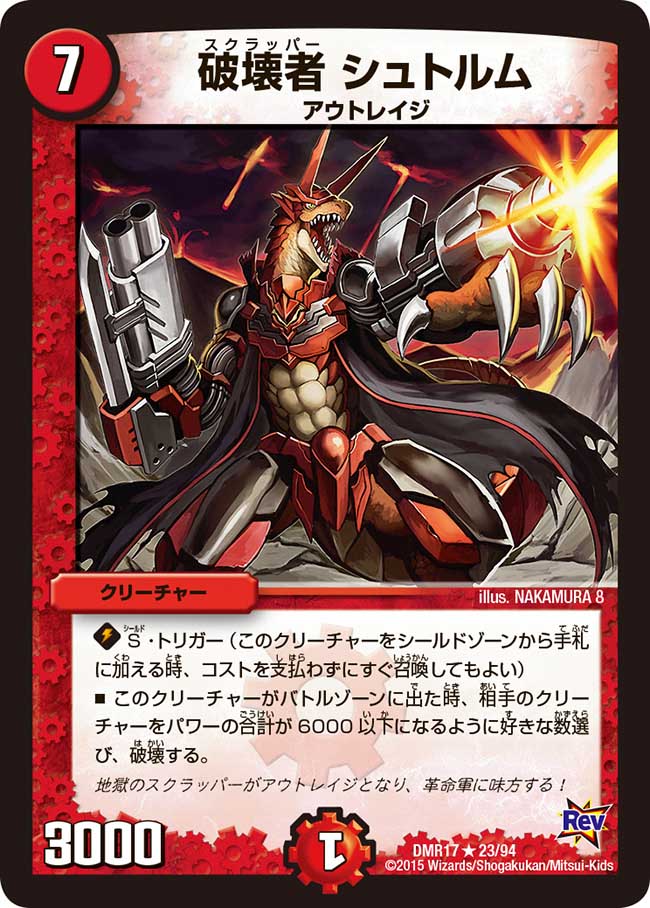 7
スクラッパー
破壊者 シュトルム
アウトレイジ
クリーチャー
illus. NAKAMURA 8
シールド
S・トリガー（このクリーチャーをシールドゾーンから手札
に加える時、コストを支払わずにすぐ召喚してもよい）
■ このクリーチャーがバトルゾーンに出た時、相手のクリー
チャーをパワーの合計が 6000 以下になるように好きな数選
び、破壊する。
地獄のスクラッパーがアウトレイジとなり、革命軍に味方する！
3000
1
Rev
DMR17★23/94
©2015 Wizards/Shogakukan/Mitsui-Kids